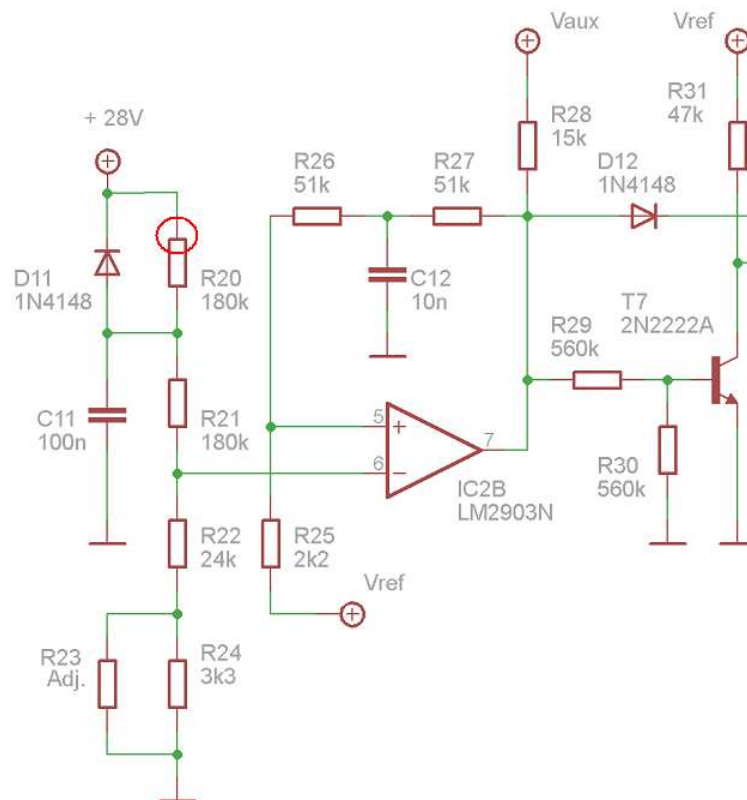 Vaux
Vref
+ 28V
R31
47k
R28
15k
R26
51k
R27
51k
D12
1N4148
D11
1N4148
R20
180k
C12
10n
T7
2N2222A
R29
560k
C11
100n
R21
180k
5
+
6
-
7
IC2B
LM2903N
R30
560k
R22
24k
R25
2k2
Vref
R23
Adj.
R24
3k3